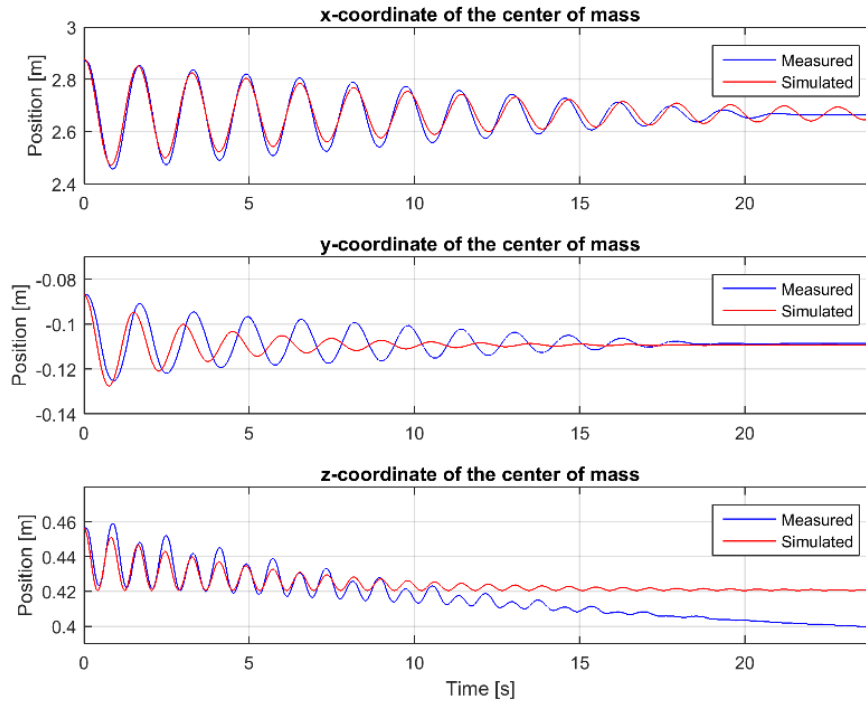 x-coordinate of the center of mass
3
2.8
2.6
2.4
Position [m]
Measured
Simulated
0 5 10 15 20
y-coordinate of the center of mass
-0.08
-0.1
-0.12
-0.14
Position [m]
Measured
Simulated
0 5 10 15 20
z-coordinate of the center of mass
0.46
0.44
0.42
0.4
Position [m]
Measured
Simulated
0 5 10 15 20
Time [s]